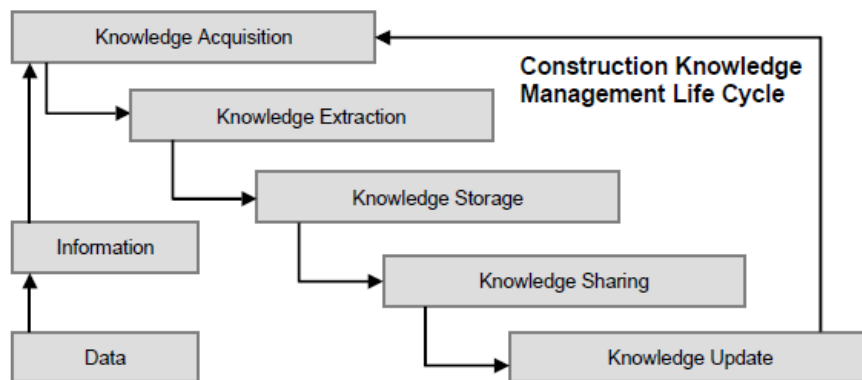 Knowledge Acquisition
Construction Knowledge
Management Life Cycle
Knowledge Extraction
Knowledge Storage
Information
Knowledge Sharing
Data
Knowledge Update